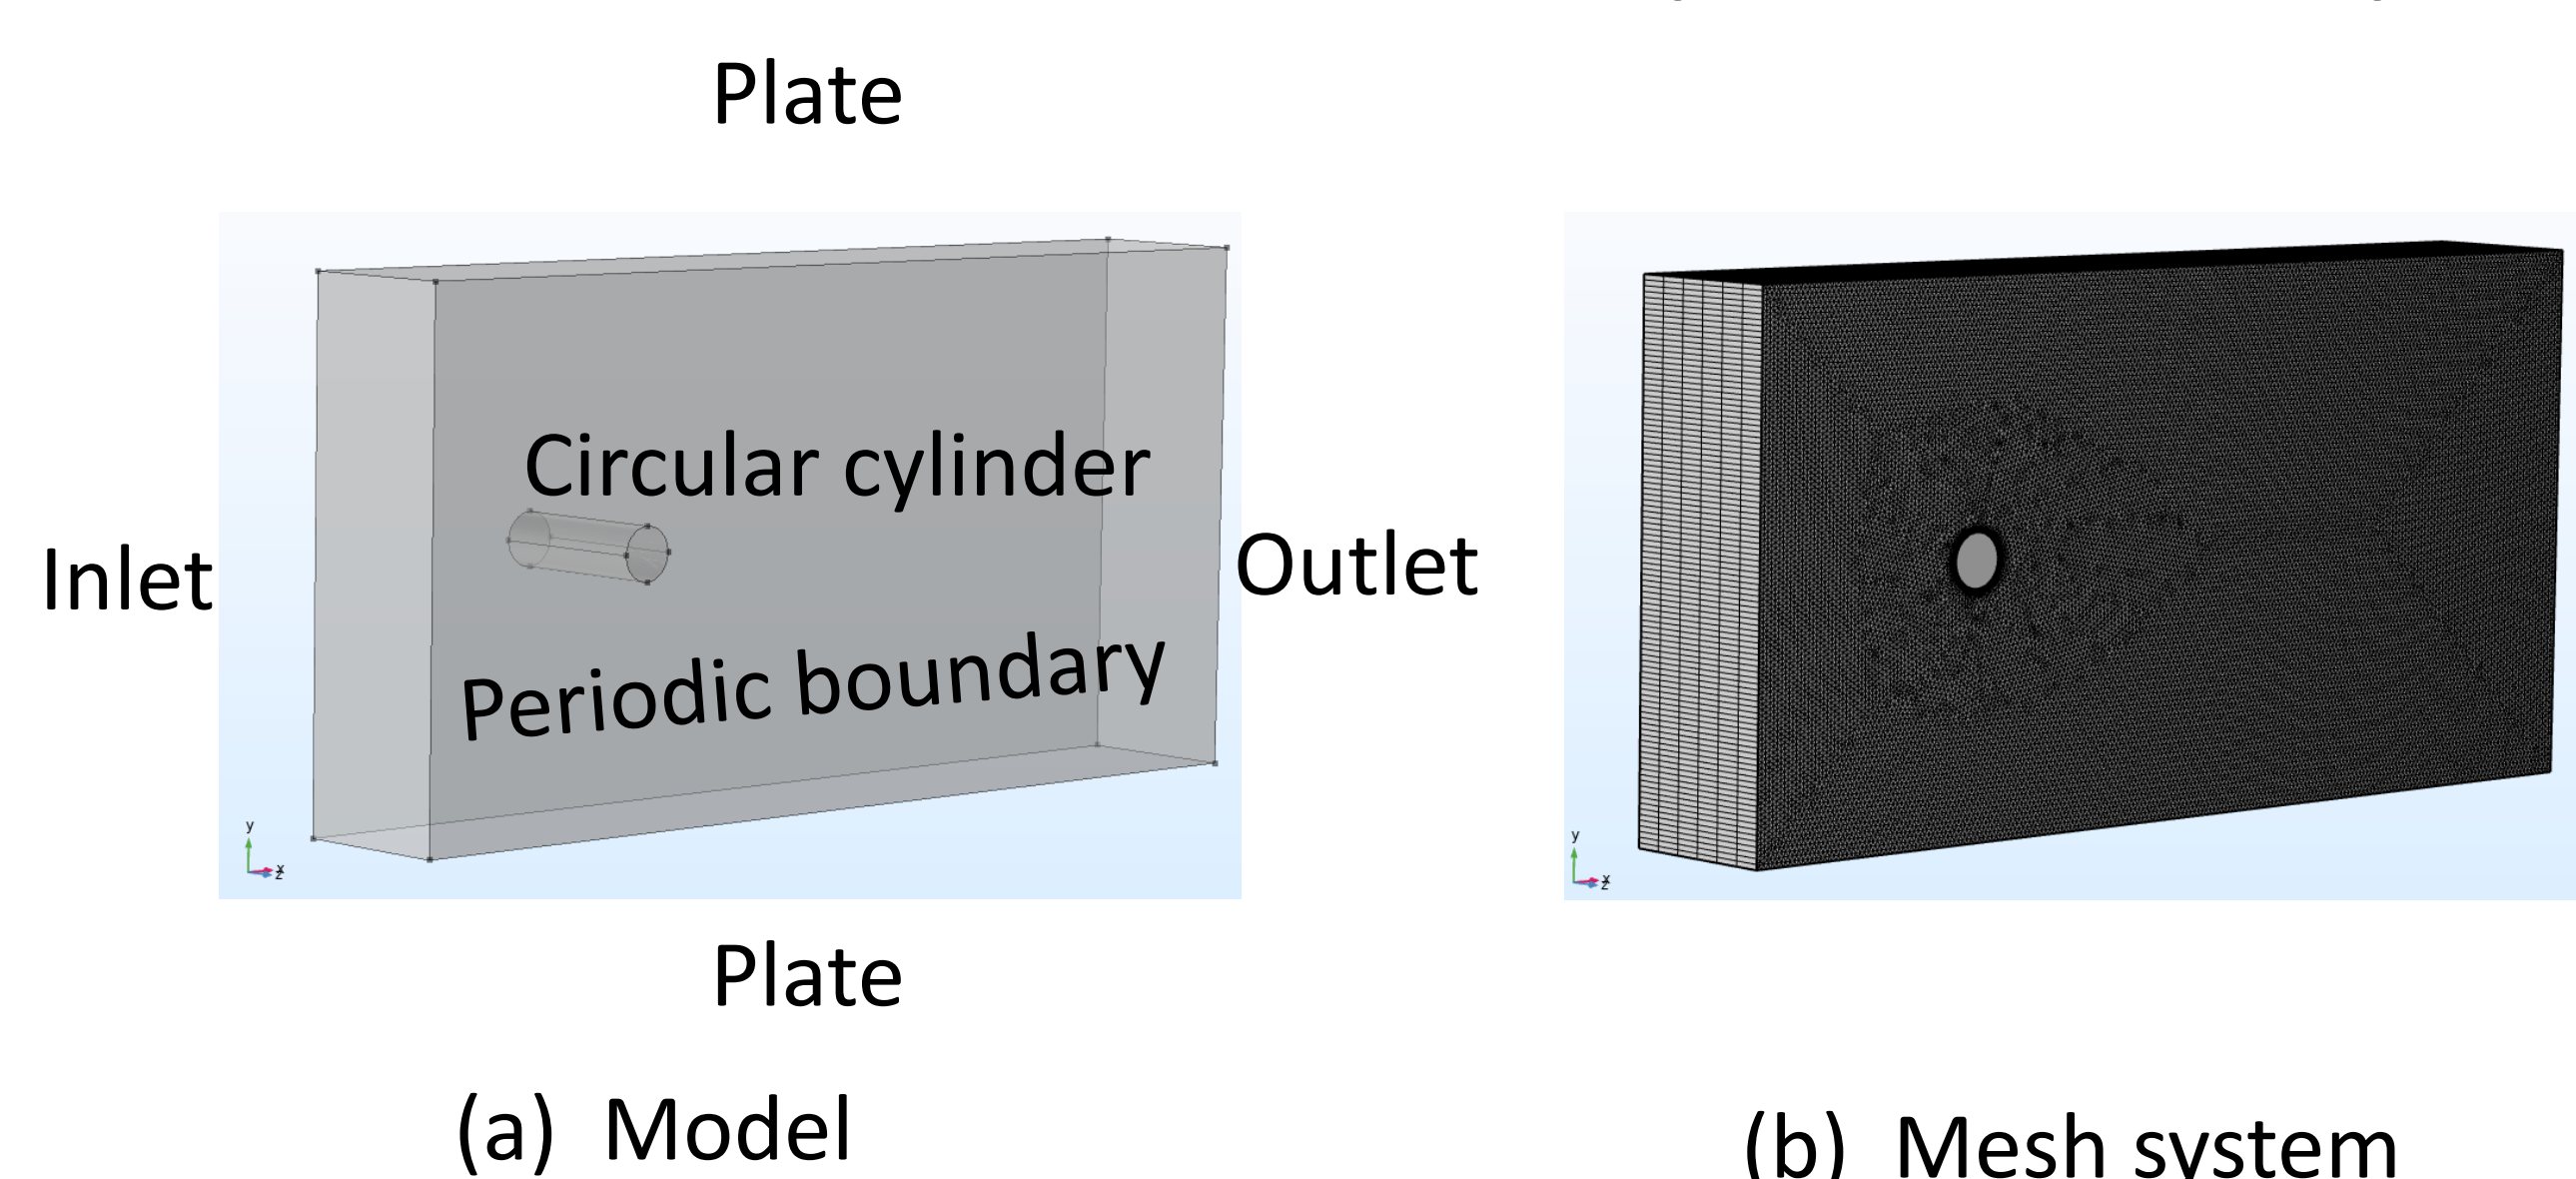 Plate
Circular cylinder
Inlet
Outlet
Periodic boundary
y
x
z
Plate
(a) Model
y
x
z
(b) Mesh system